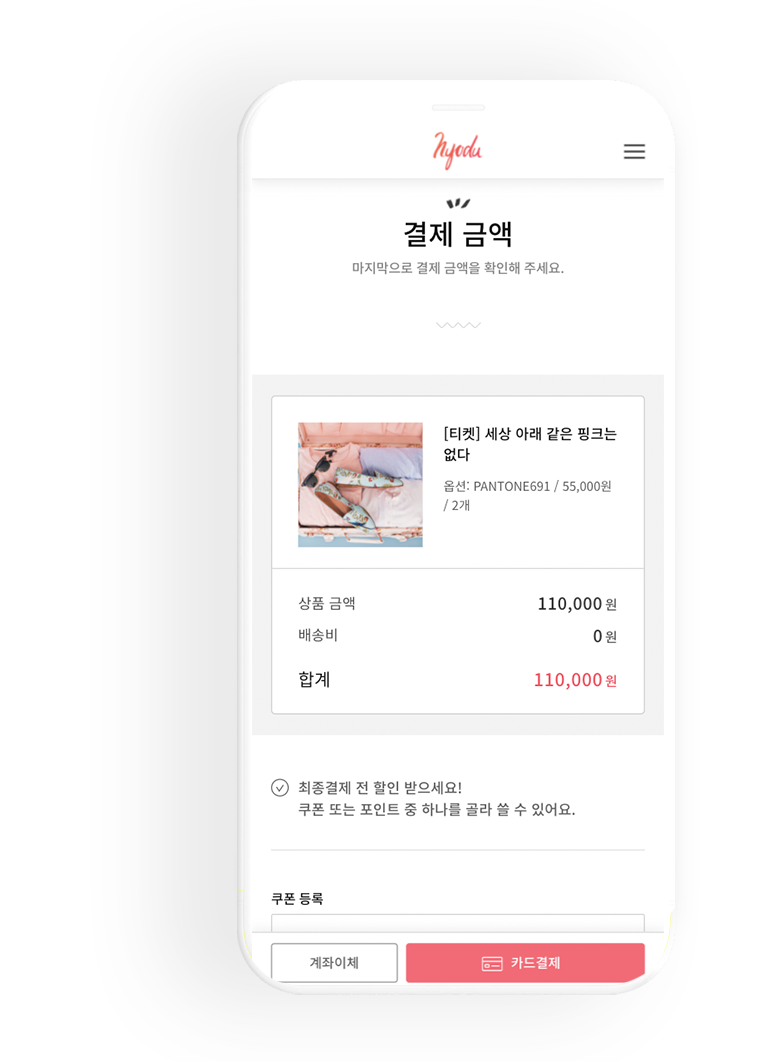 Nyodu
결제 금액
마지막으로 결제 금액을 확인해 주세요.
[티켓] 세상 아래 같은 핑크는
없다
옵션: PANTONE691 / 55,000원
/ 2개
상품 금액 110,000 원
배송비 0 원
합계 110,000 원
최종결제 전 할인 받으세요!
쿠폰 또는 포인트 중 하나를 골라 쓸 수 있어요.
쿠폰 등록
계좌이체 카드결제